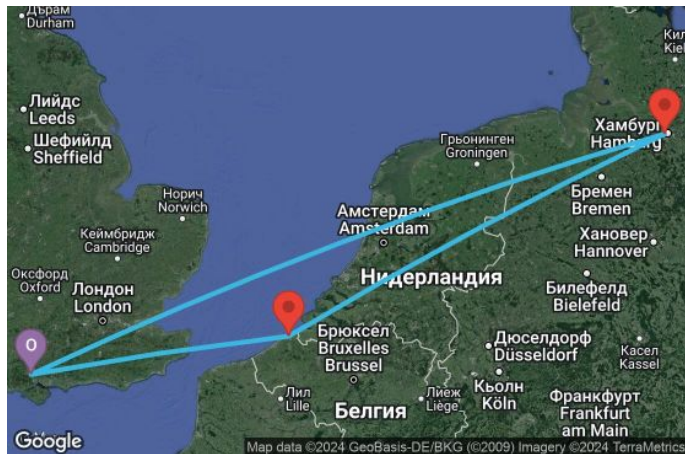 Дърам
Durham
Кил
Kiel
Лийдс
Leeds
Шефийлд
Sheffield
Хамбург
Hamburg
Грьонинген
Groningen
Норич
Norwich
Бремен
Bremen
Амстердам
Amsterdam
Кеймбридж
Cambridge
Хановер
Hannover
Оксфорд
Oxford
Лондон
London
Нидерландия
Билефелд
Bielefeld
O
Брюксел
Bruxelles
Brussel
Дюселдорф
Düsseldorf
Касел
Kassel
Лил
Lille
Лиеж
Liège
Кьолн
Köln
Белгия
Франкфурт
Frankfurt
am Main
Google
Map data ©2024 GeoBasis-DE/BKG (©2009) Imagery ©2024 TerraMetrics